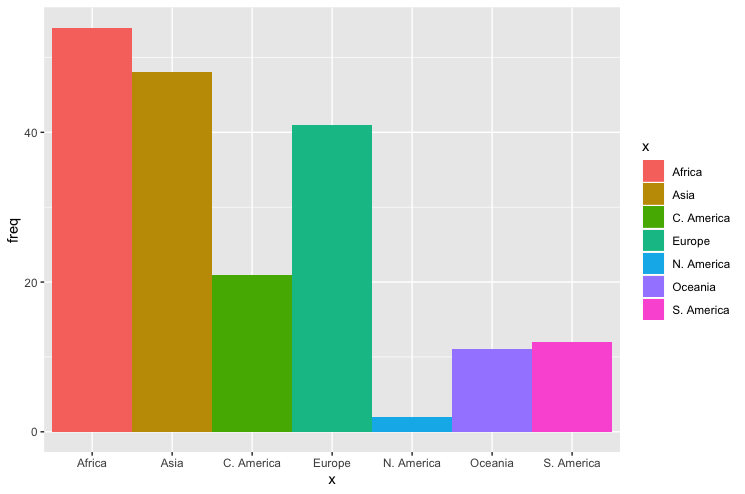 freq
40
20
0
Africa Asia C. America Europe N. America Oceania S. America
x
x
Africa
Asia
C. America
Europe
N. America
Oceania
S. America